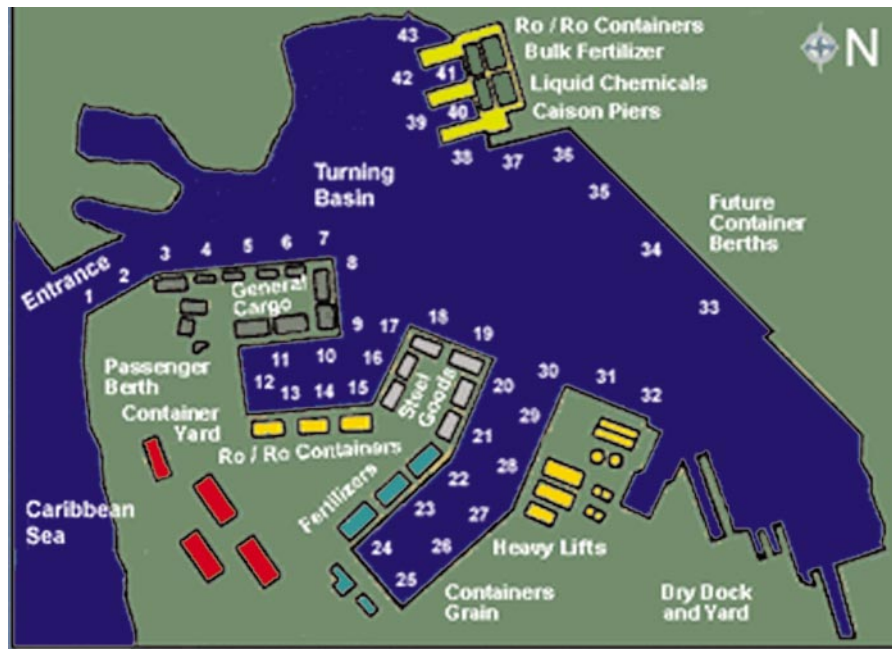 Ro / Ro Containers
Bulk Fertilizer
Liquid Chemicals
Caison Piers
N
43
42
41
40
39
38
37
36
35
34
33
Turning
Basin
Future
Container
Berths
Entrance
1
2
3
4
5
6
7
8
General
Cargo
9
10
11
12
13
14
15
16
17
18
19
20
21
22
23
24
25
26
27
28
29
30
31
32
Passenger
Berth
Container
Yard
Ro / Ro Containers
Steel
Goods
Fertilizers
Caribbean
Sea
Heavy Lifts
Containers
Grain
Dry Dock
and Yard